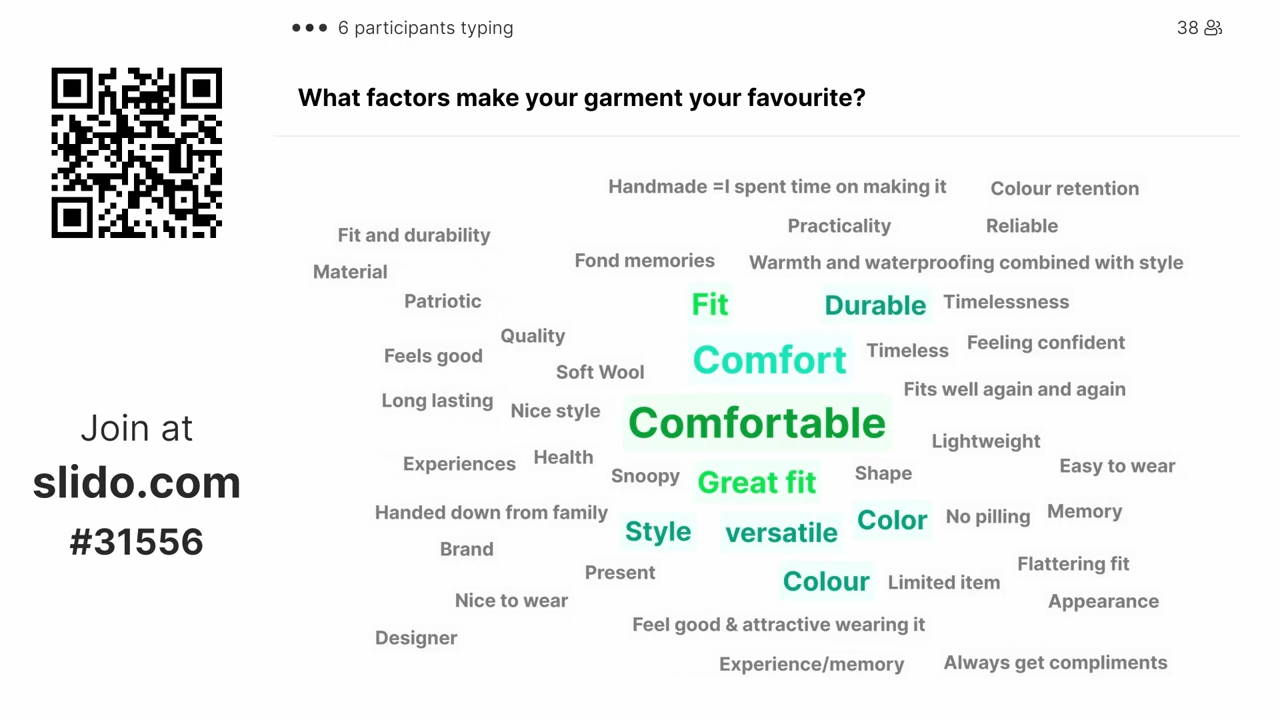 6 participants typing
38
What factors make your garment your favourite?
Join at
slido.com
#31556
Handmade =I spent time on making it
Colour retention
Practicality
Reliable
Fit and durability
Fond memories
Warmth and waterproofing combined with style
Material
Patriotic
Fit
Durable
Timelessness
Quality
Feels good
Comfort
Timeless
Feeling confident
Soft Wool
Fits well again and again
Long lasting
Nice style
Comfortable
Lightweight
Experiences
Health
Snoopy
Great fit
Shape
Easy to wear
Handed down from family
Style
versatile
Color
No pilling
Memory
Brand
Present
Colour
Limited item
Flattering fit
Nice to wear
Appearance
Feel good & attractive wearing it
Designer
Experience/memory
Always get compliments